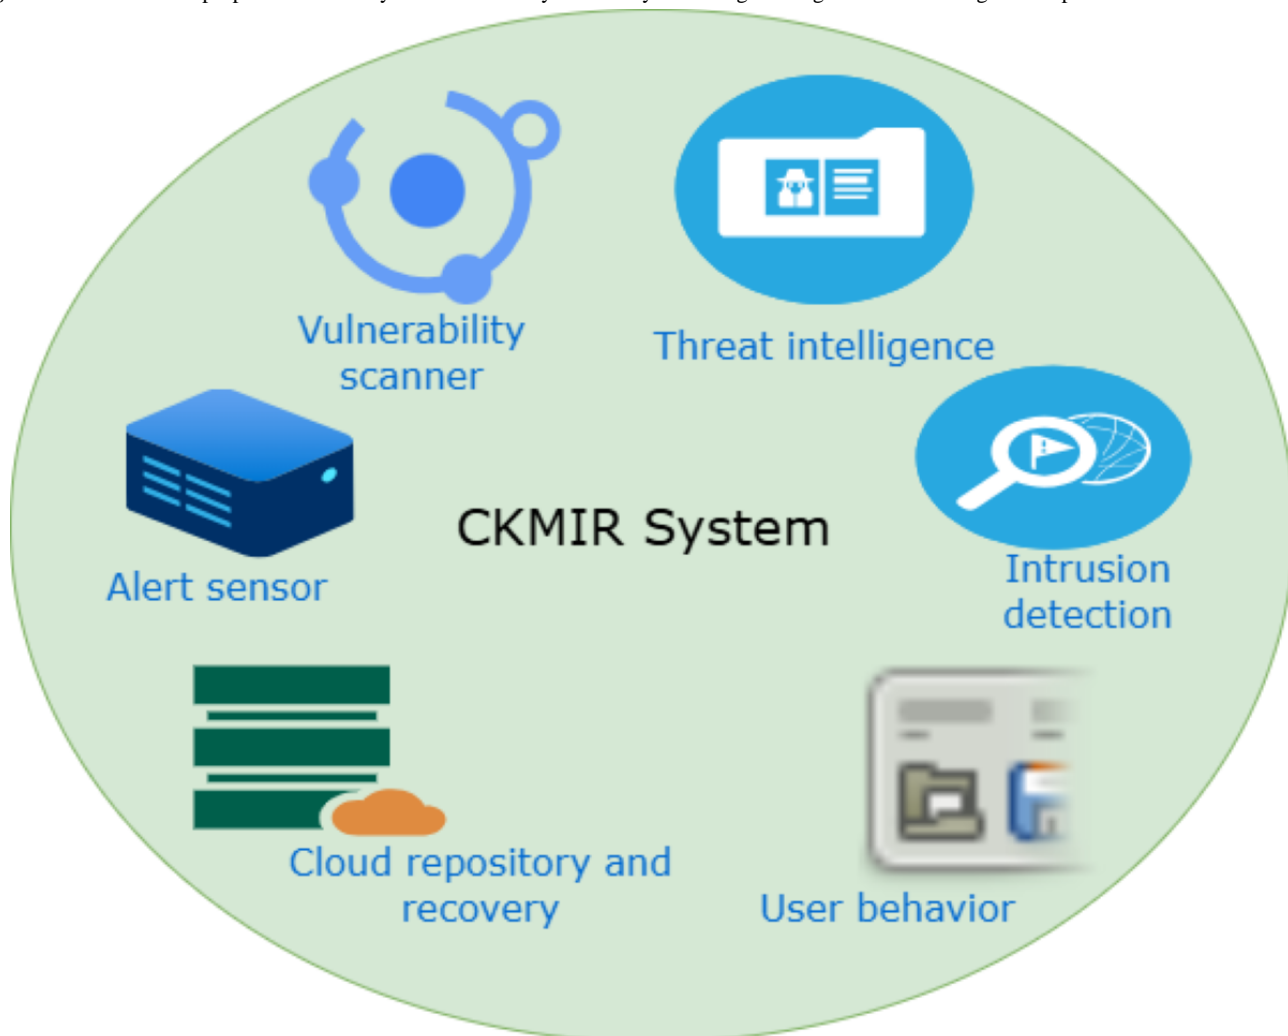 Vulnerability
scanner
Threat intelligence
Alert sensor
CKMIR System
Intrusion
detection
Cloud repository and
recovery
User behavior